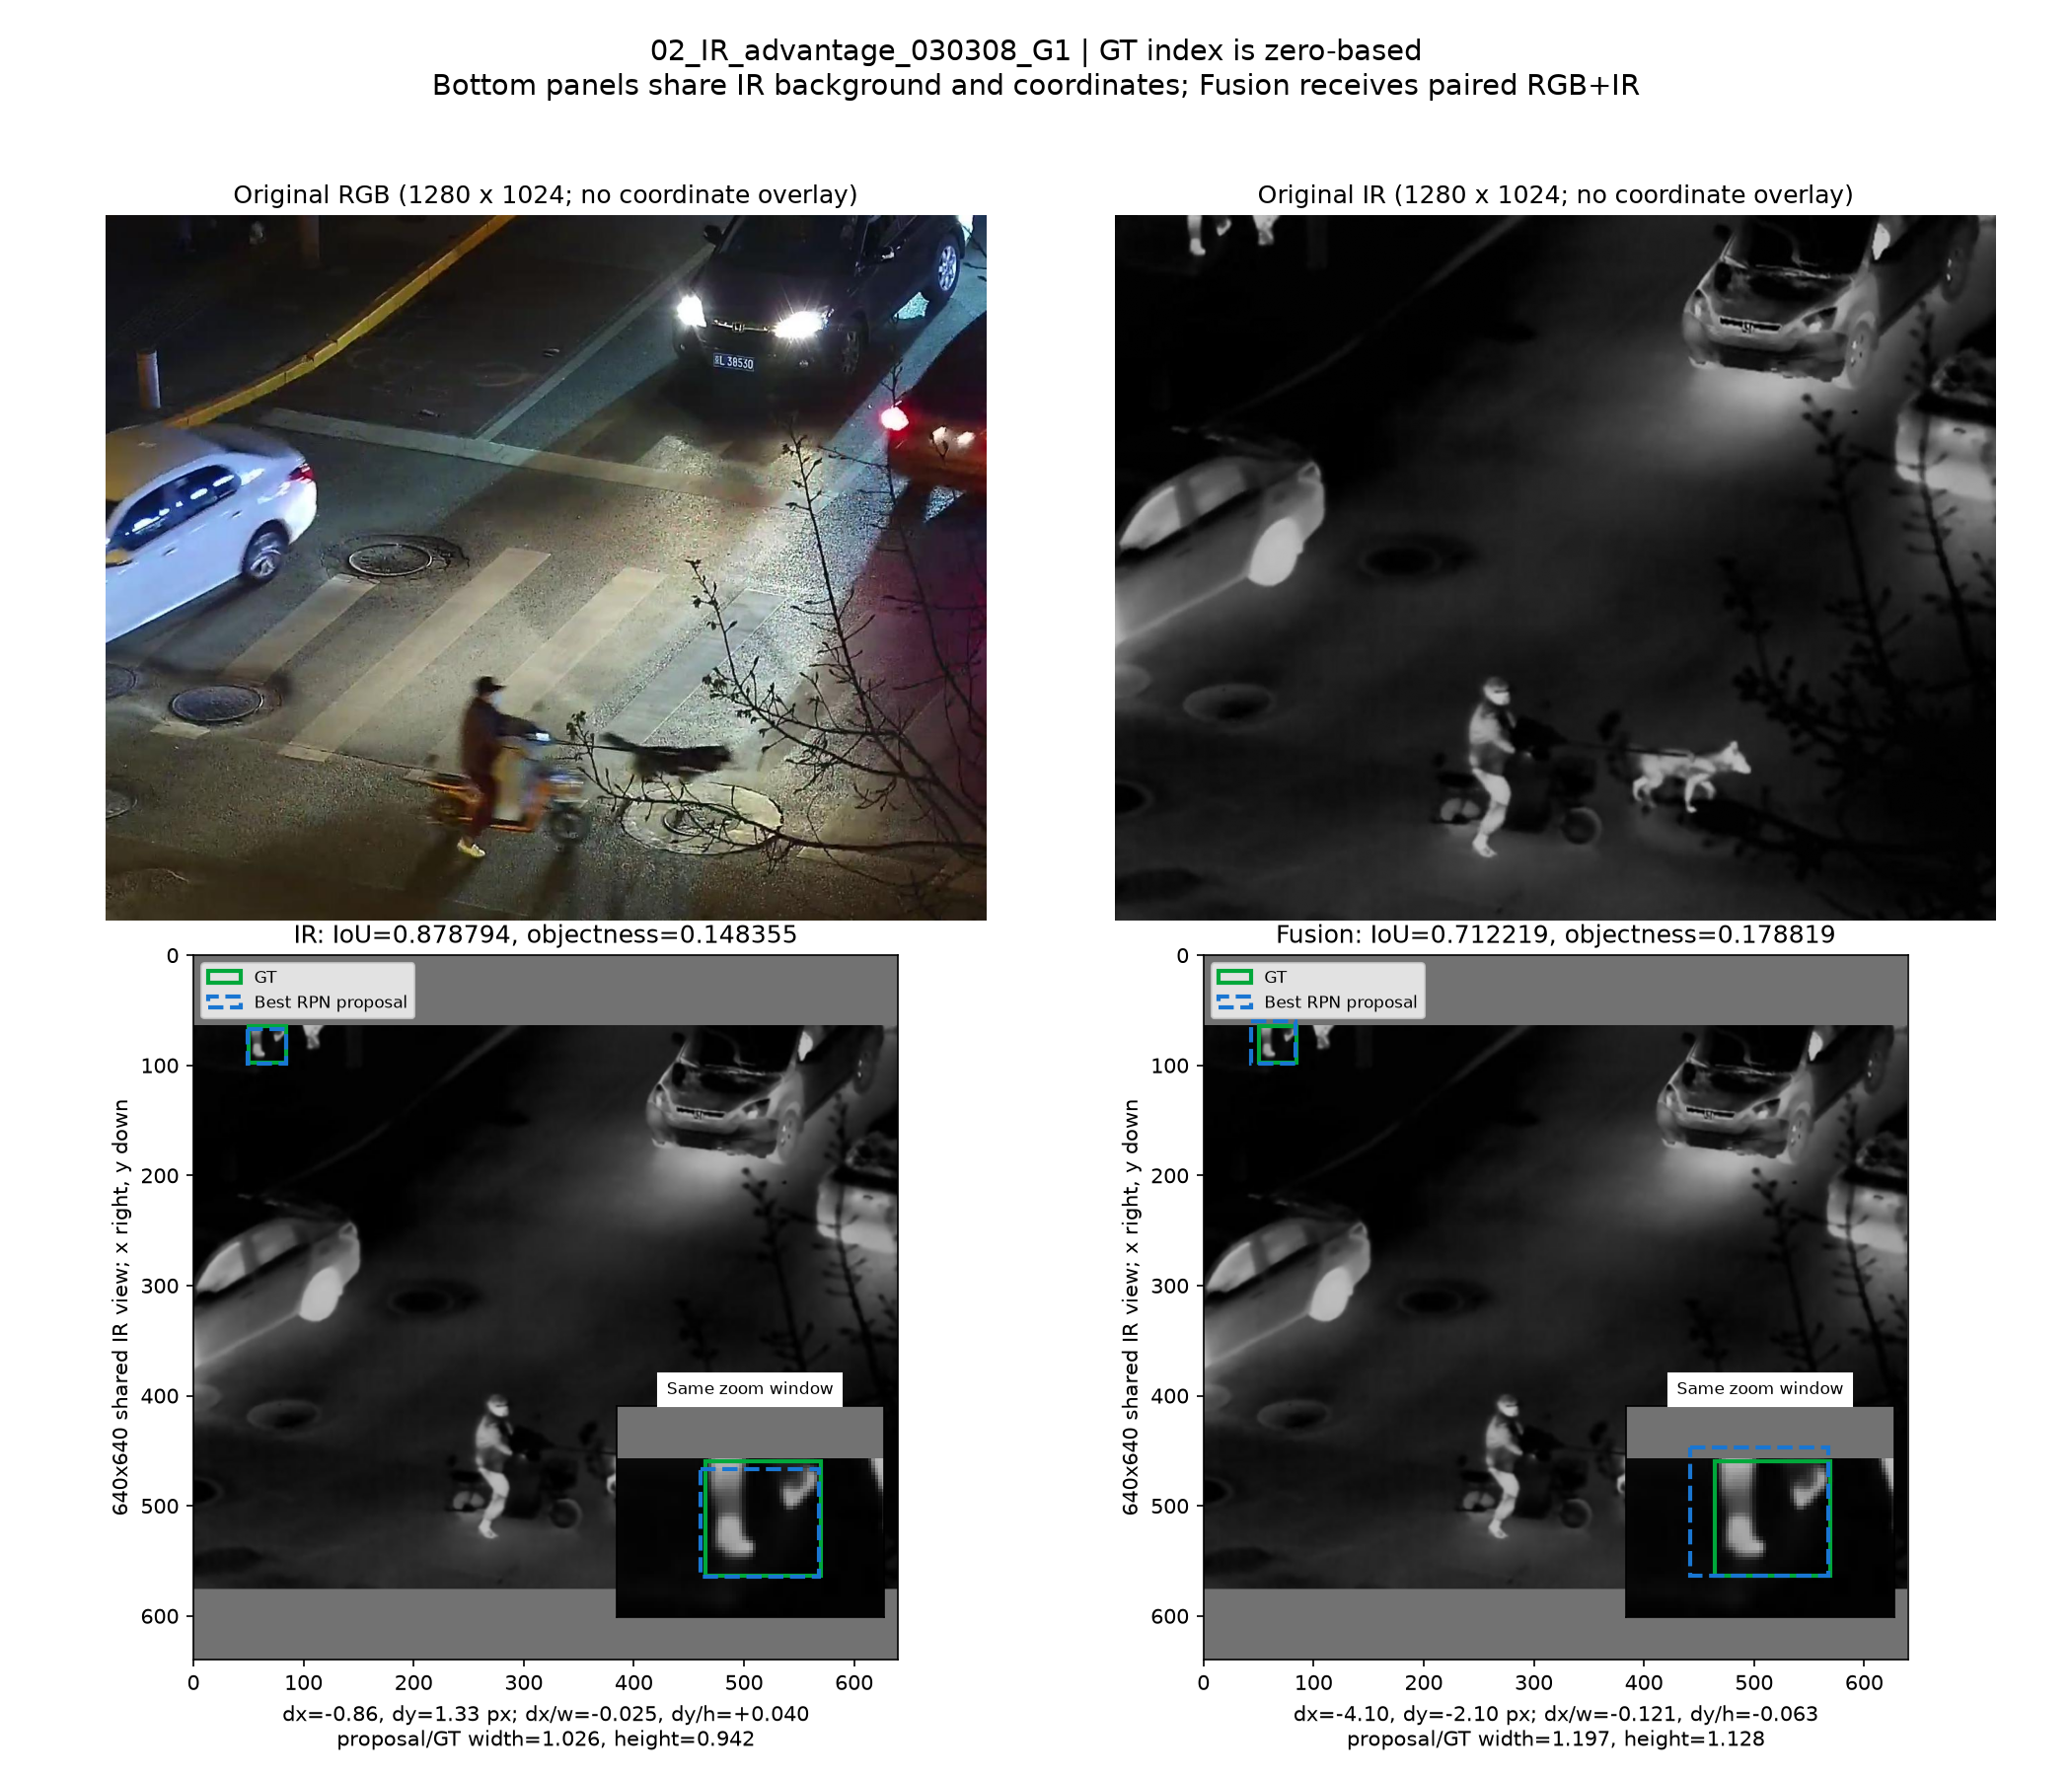 02_IR_advantage_030308_G1 | GT index is zero-based
Bottom panels share IR background and coordinates; Fusion receives paired RGB+IR
Original RGB (1280 x 1024; no coordinate overlay)
Original IR (1280 x 1024; no coordinate overlay)
L 38530
IR: IoU=0.878794, objectness=0.148355
GT
Best RPN proposal
0
100
200
300
400
500
600
640x640 shared IR view; x right, y down
Same zoom window
0
100
200
300
400
500
600
dx=-0.86, dy=1.33 px; dx/w=-0.025, dy/h=+0.040
proposal/GT width=1.026, height=0.942
Fusion: IoU=0.712219, objectness=0.178819
GT
Best RPN proposal
0
100
200
300
400
500
600
640x640 shared IR view; x right, y down
Same zoom window
0
100
200
300
400
500
600
dx=-4.10, dy=-2.10 px; dx/w=-0.121, dy/h=-0.063
proposal/GT width=1.197, height=1.128